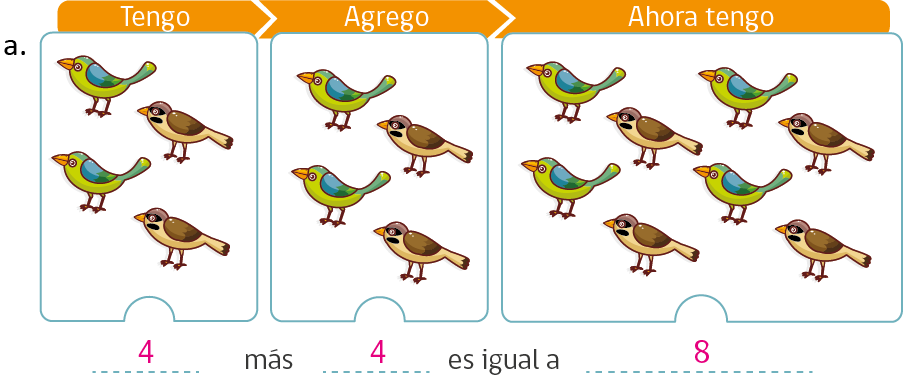 Tengo Agrego Ahora tengo
a.
4 más 4 es igual a 8